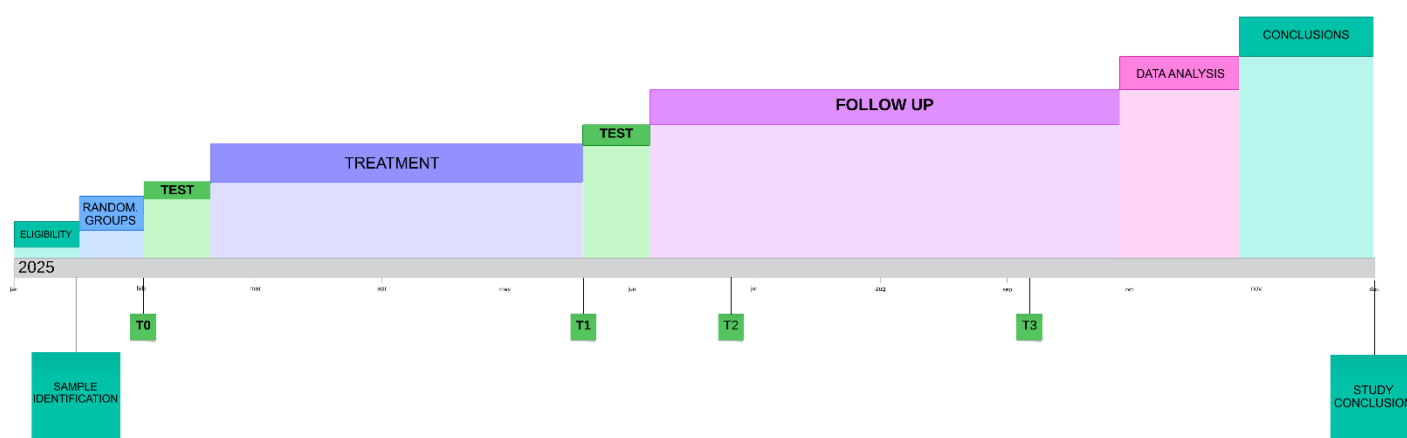 CONCLUSIONS
DATA ANALYSIS
FOLLOW UP
TEST
TREATMENT
TEST
RANDOM.
GROUPS
ELIGIBILITY
2025
jan feb mar apr may jun jul aug sep oct nov dec
T0 T1 T2 T3
SAMPLE
IDENTIFICATION
STUDY
CONCLUSION